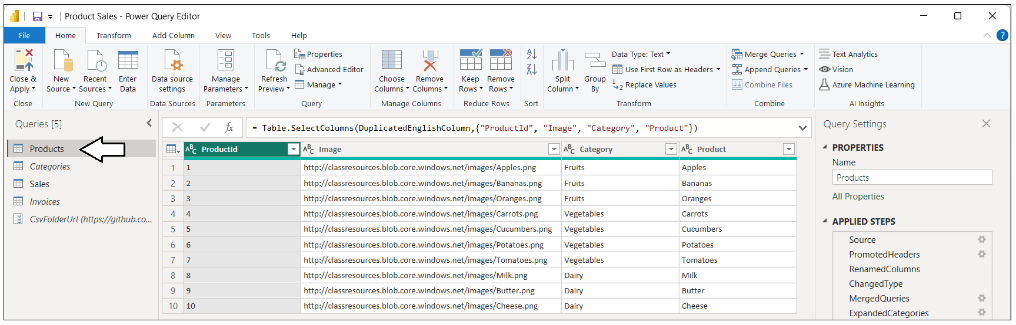 Product Sales - Power Query Editor
File Home Transform Add Column View Tools Help
Close & Apply
Close
New Source
Recent Sources
Enter Data
New Query
Data source settings
Data Sources
Manage Parameters
Parameters
Refresh Preview
Properties
Advanced Editor
Manage
Query
Choose Columns
Remove Columns
Manage Columns
Keep Rows
Remove Rows
Reduce Rows
Sort
Split Column
Group By
Data Type: Text
Use First Row as Headers
Replace Values
Transform
Merge Queries
Append Queries
Combine Files
Combine
Text Analytics
Vision
Azure Machine Learning
AI Insights
Queries [5]
Products
Categories
Sales
Invoices
CsvFolderUrl (https://github.co...
= Table.SelectColumns(DuplicatedEnglishColumn,{"ProductId", "Image", "Category", "Product"})
ProductId Image Category Product
1 1 http://classresources.blob.core.windows.net/images/Apples.png Fruits Apples
2 2 http://classresources.blob.core.windows.net/images/Bananas.png Fruits Bananas
3 3 http://classresources.blob.core.windows.net/images/Oranges.png Fruits Oranges
4 4 http://classresources.blob.core.windows.net/images/Carrots.png Vegetables Carrots
5 5 http://classresources.blob.core.windows.net/images/Cucumbers.png Vegetables Cucumbers
6 6 http://classresources.blob.core.windows.net/images/Potatoes.png Vegetables Potatoes
7 7 http://classresources.blob.core.windows.net/images/Tomatoes.png Vegetables Tomatoes
8 8 http://classresources.blob.core.windows.net/images/Milk.png Dairy Milk
9 9 http://classresources.blob.core.windows.net/images/Butter.png Dairy Butter
10 10 http://classresources.blob.core.windows.net/images/Cheese.png Dairy Cheese
Query Settings
PROPERTIES
Name
Products
All Properties
APPLIED STEPS
Source
PromotedHeaders
RenamedColumns
ChangedType
MergedQueries
ExpandedCategories